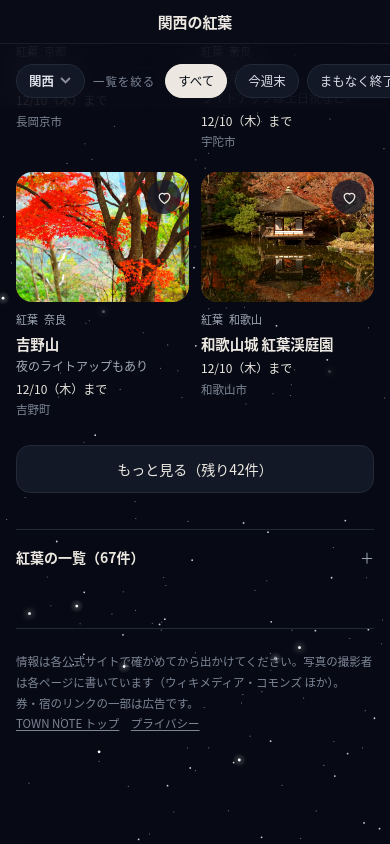 関西の紅葉
紅葉 京都
紅葉 奈良
関西
一覧を絞る
すべて
今週末
まもなく終了
12/10（木）まで
12/10（木）まで
長岡京市
宇陀市
紅葉 奈良
吉野山
夜のライトアップもあり
12/10（木）まで
吉野町
紅葉 和歌山
和歌山城 紅葉渓庭園
12/10（木）まで
和歌山市
もっと見る（残り42件）
紅葉の一覧（67件）
情報は各公式サイトで確かめてから出かけてください。写真の撮影者
は各ページに書いています（ウィキメディア・コモンズ ほか）。
券・宿のリンクの一部は広告です。
TOWN NOTE トップ プライバシー